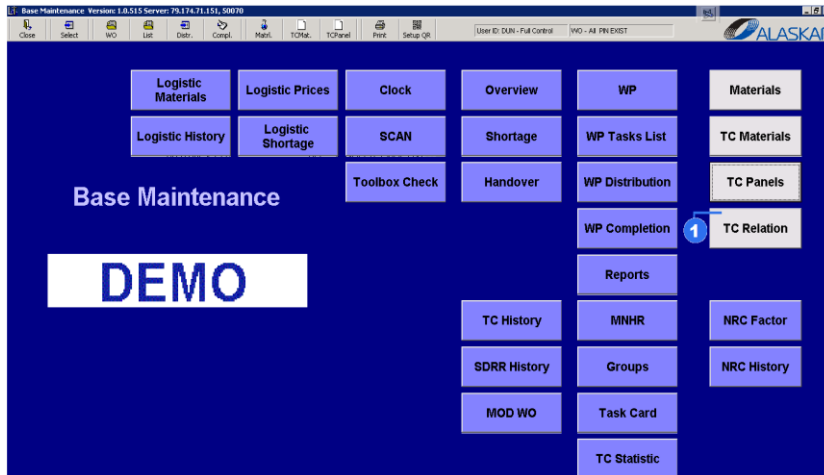 Base Maintenance Version: 1.0.515 Server: 79.174.71.151, 50070
Close Select WO List Distr. Compl. Matrl. TCMat. TCPanel Print Setup QR
User ID: DUN - Full Control WO - All PIN EXIST
ALASKAR
Logistic Materials
Logistic Prices
Clock
Overview
WP
Materials
Logistic History
Logistic Shortage
SCAN
Shortage
WP Tasks List
TC Materials
Base Maintenance
Toolbox Check
Handover
WP Distribution
TC Panels
WP Completion
1
TC Relation
DEMO
Reports
TC History
MNHR
NRC Factor
SDRR History
Groups
NRC History
MOD WO
Task Card
TC Statistic